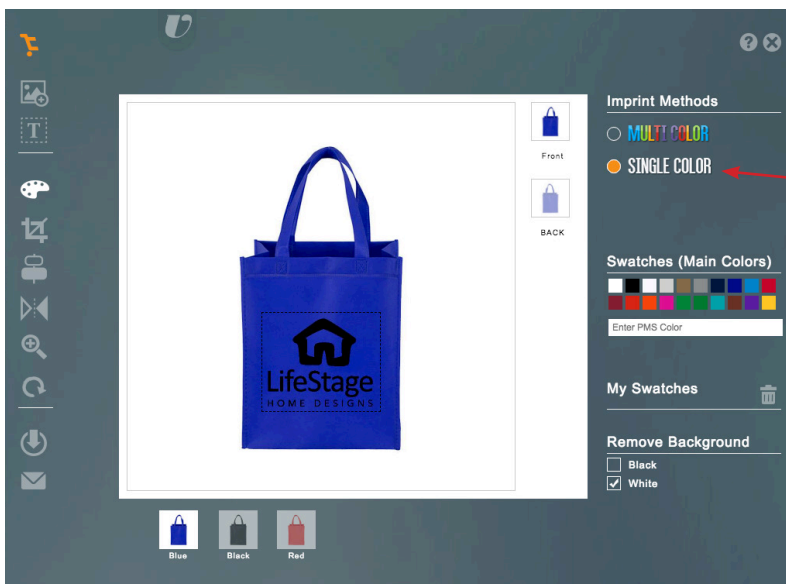 U
T
Front
BACK
LifeStage
HOME DESIGNS
Blue
Black
Red
?
Imprint Methods
MULTI COLOR
SINGLE COLOR
Swatches (Main Colors)
Enter PMS Color
My Swatches
Remove Background
Black
White